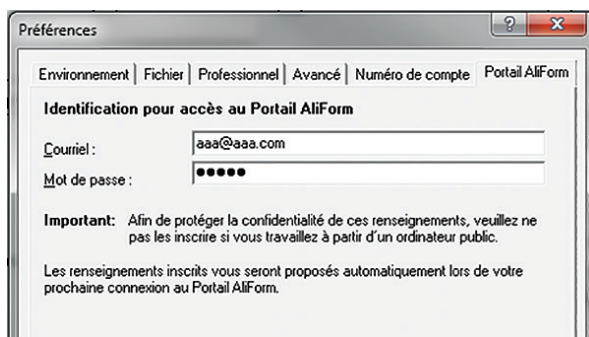 Préférences
Environnement Fichier Professionnel Avancé Numéro de compte Portail AliForm
Identification pour accès au Portail AliForm
Courriel : aaa@aaa.com
Mot de passe : ●●●●●
Important: Afin de protéger la confidentialité de ces renseignements, veuillez ne
pas les inscrire si vous travaillez à partir d'un ordinateur public.
Les renseignements inscrits vous seront proposés automatiquement lors de votre
prochaine connexion au Portail AliForm.